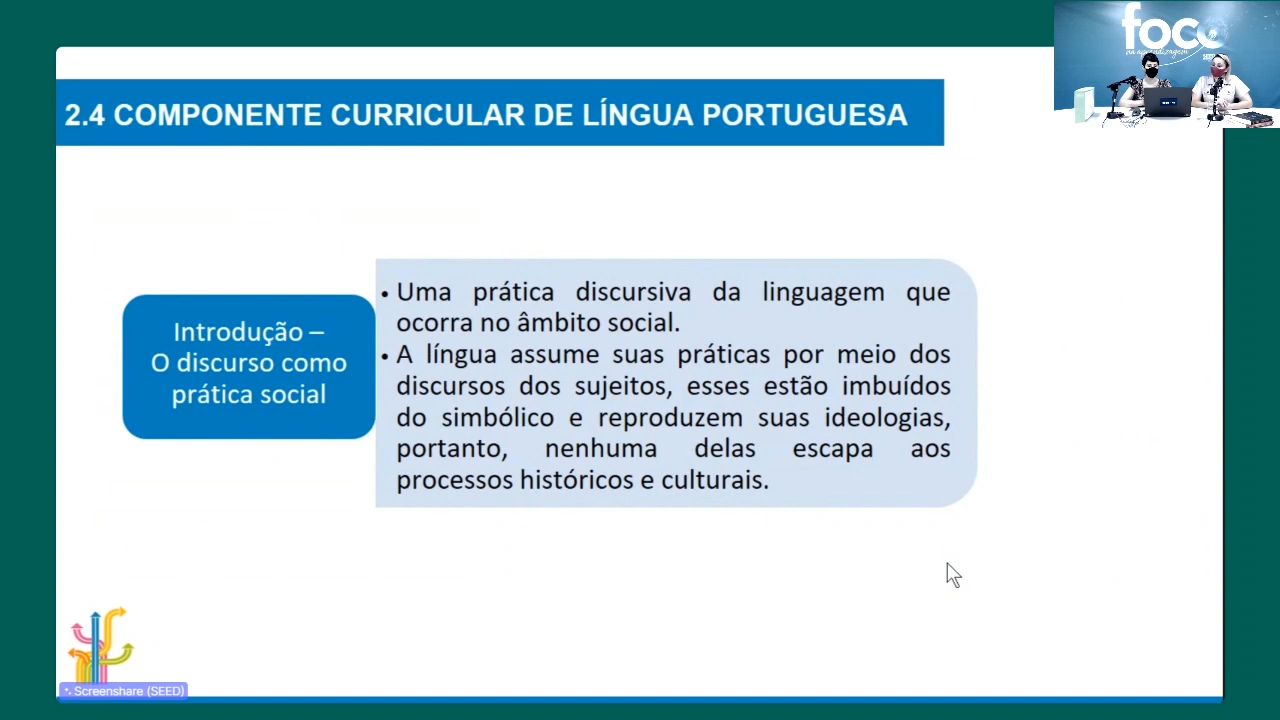 foco
na aprendizagem
2.4 COMPONENTE CURRICULAR DE LÍNGUA PORTUGUESA
Introdução –
O discurso como
prática social
• Uma prática discursiva da linguagem que
ocorra no âmbito social.
• A língua assume suas práticas por meio dos
discursos dos sujeitos, esses estão imbuídos
do simbólico e reproduzem suas ideologias,
portanto, nenhuma delas escapa aos
processos históricos e culturais.
Screenshare (SEED)